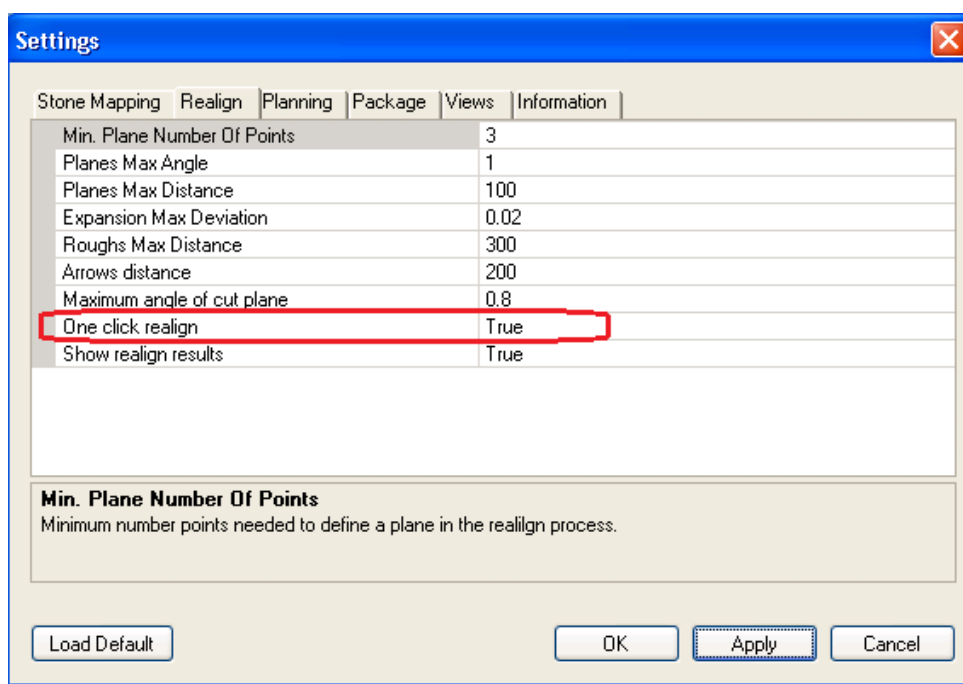 Settings
Stone Mapping Realign Planning Package Views Information
Min. Plane Number Of Points 3
Planes Max Angle 1
Planes Max Distance 100
Expansion Max Deviation 0.02
Roughs Max Distance 300
Arrows distance 200
Maximum angle of cut plane 0.8
One click realign True
Show realign results True
Min. Plane Number Of Points
Minimum number points needed to define a plane in the realilgn process.
Load Default OK Apply Cancel